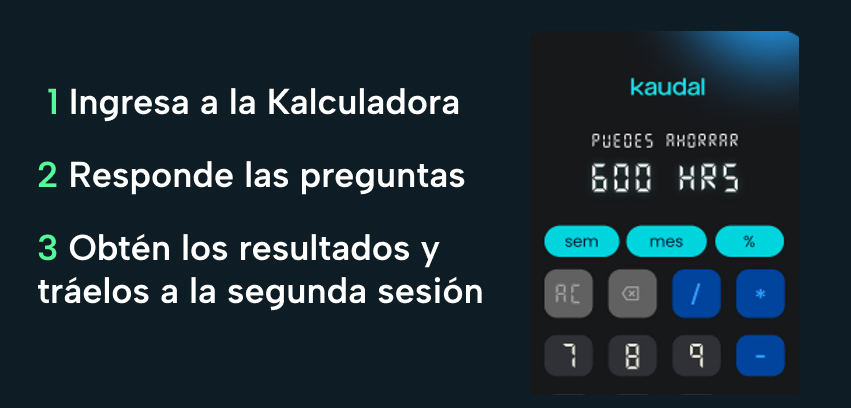 1 Ingresa a la Kalculadora
2 Responde las preguntas
3 Obtén los resultados y
tráelos a la segunda sesión
kaudal
PUEDES AHORRAR
600 HRS
sem mes %
AC / *
7 8 9 -